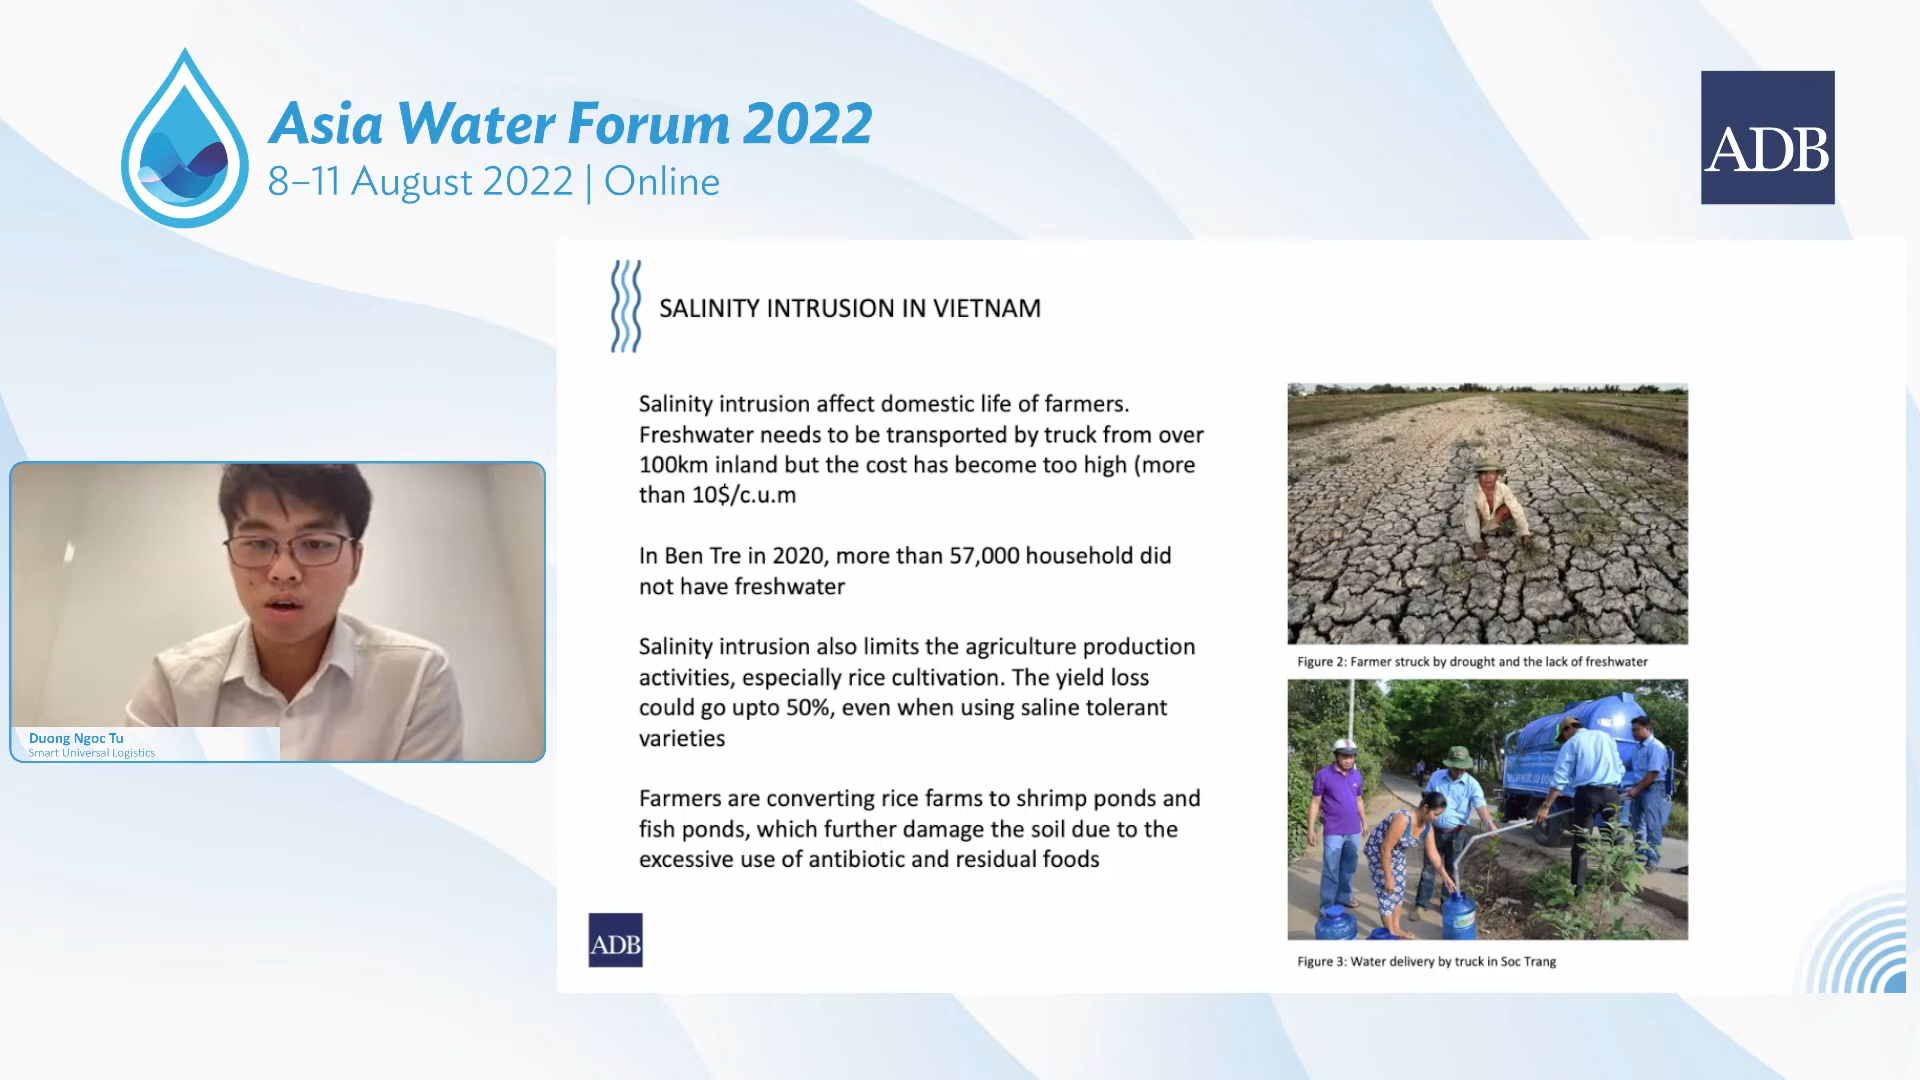 Asia Water Forum 2022
8–11 August 2022 | Online
ADB
SALINITY INTRUSION IN VIETNAM
Salinity intrusion affect domestic life of farmers.
Freshwater needs to be transported by truck from over
100km inland but the cost has become too high (more
than 10$/c.u.m
In Ben Tre in 2020, more than 57,000 household did
not have freshwater
Salinity intrusion also limits the agriculture production
activities, especially rice cultivation. The yield loss
could go upto 50%, even when using saline tolerant
varieties
Farmers are converting rice farms to shrimp ponds and
fish ponds, which further damage the soil due to the
excessive use of antibiotic and residual foods
Figure 2: Farmer struck by drought and the lack of freshwater
Figure 3: Water delivery by truck in Soc Trang
ADB
Duong Ngoc Tu
Smart Universal Logistics